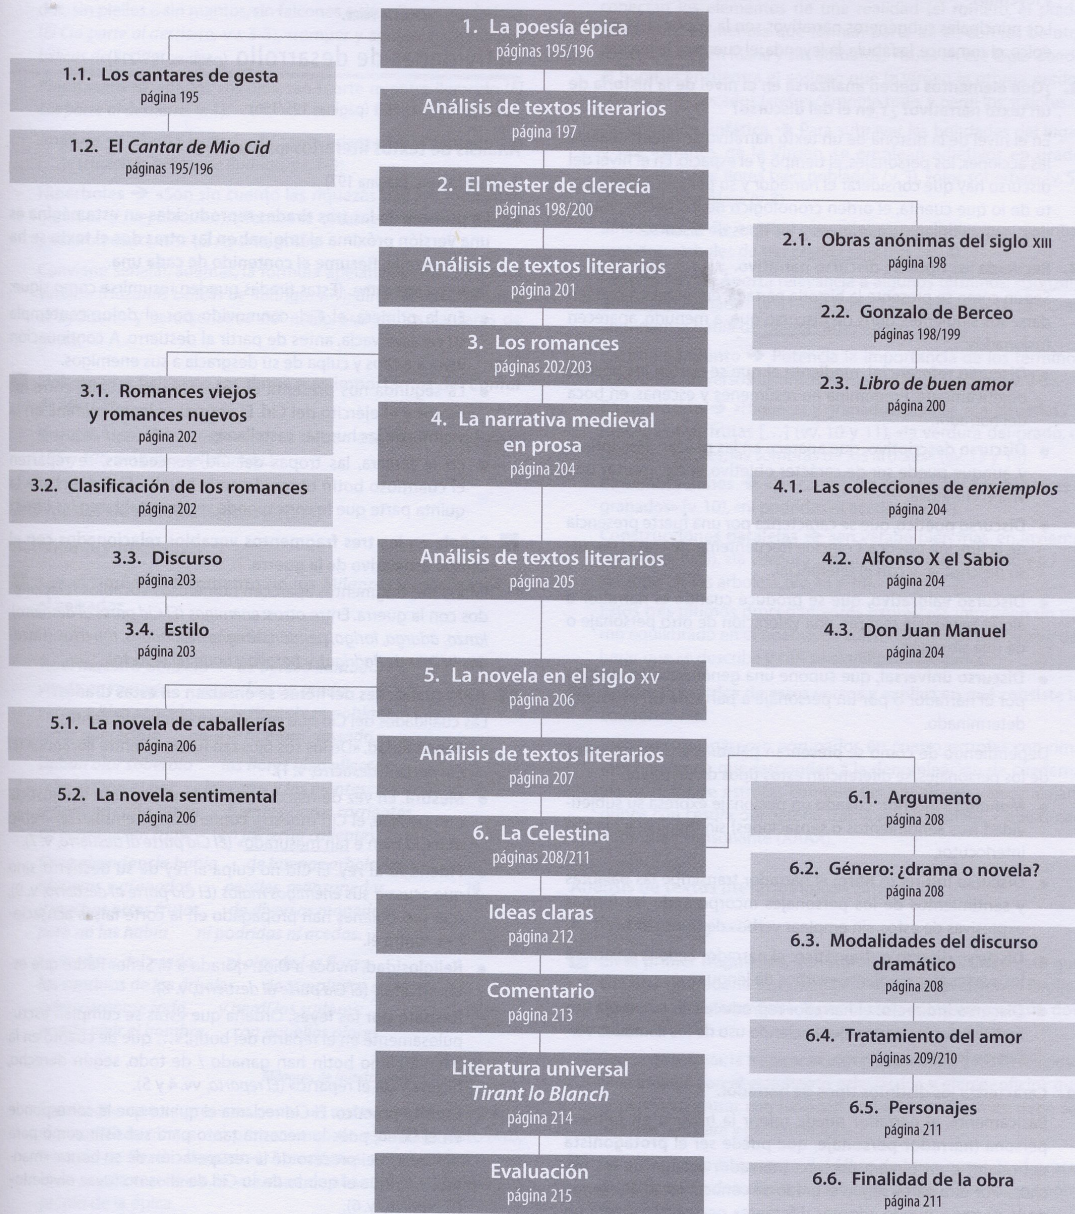 1. La poesía épica
páginas 195/196
1.1. Los cantares de gesta
página 195
1.2. El Cantar de Mio Cid
páginas 195/196
Análisis de textos literarios
página 197
2. El mester de clerecía
páginas 198/200
2.1. Obras anónimas del siglo XIII
página 198
2.2. Gonzalo de Berceo
páginas 198/199
2.3. Libro de buen amor
página 200
Análisis de textos literarios
página 201
3. Los romances
páginas 202/203
3.1. Romances viejos
y romances nuevos
página 202
3.2. Clasificación de los romances
página 202
3.3. Discurso
página 203
3.4. Estilo
página 203
4. La narrativa medieval
en prosa
página 204
4.1. Las colecciones de enxiemplos
página 204
4.2. Alfonso X el Sabio
página 204
4.3. Don Juan Manuel
página 204
Análisis de textos literarios
página 205
5. La novela en el siglo XV
página 206
5.1. La novela de caballerías
página 206
5.2. La novela sentimental
página 206
Análisis de textos literarios
página 207
6. La Celestina
páginas 208/211
6.1. Argumento
página 208
6.2. Género: ¿drama o novela?
página 208
6.3. Modalidades del discurso
dramático
página 208
6.4. Tratamiento del amor
páginas 209/210
6.5. Personajes
página 211
6.6. Finalidad de la obra
página 211
Ideas claras
página 212
Comentario
página 213
Literatura universal
Tirant lo Blanch
página 214
Evaluación
página 215